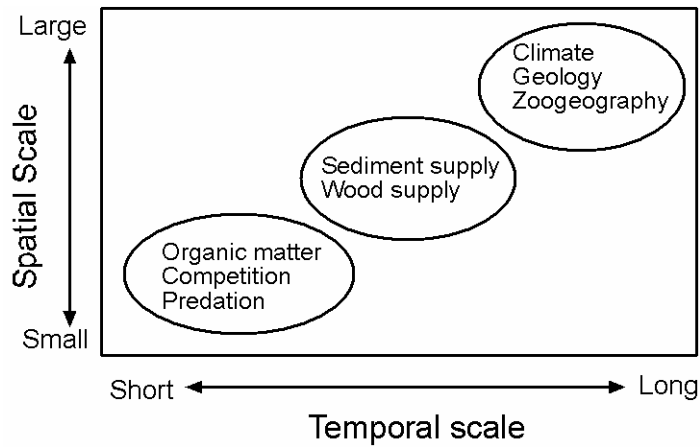 Large
Spatial Scale
Small
Climate
Geology
Zoogeography
Sediment supply
Wood supply
Organic matter
Competition
Predation
Short
Long
Temporal scale